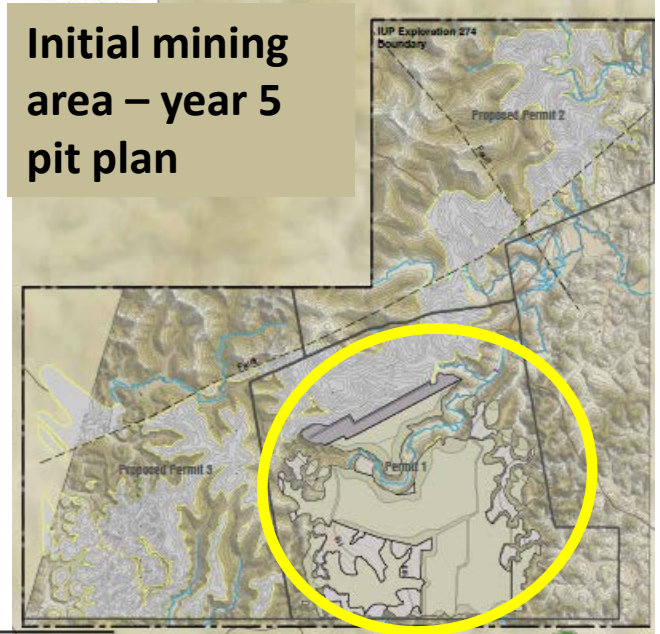 Initial mining
area – year 5
pit plan
IUP Exploration 274
Boundary
Proposed Permit 2
Fault
Fault
Proposed Permit 3
Permit 1